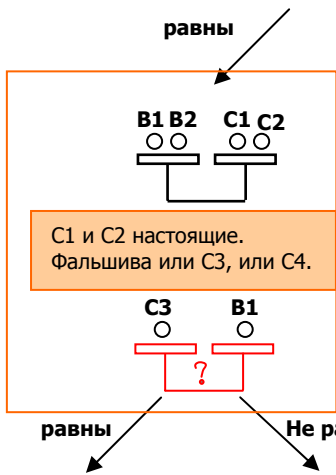 равны
B1 B2 C1 C2
C1 и C2 настоящие.
Фальшива или C3, или C4.
C3 B1
?
равны Не ра